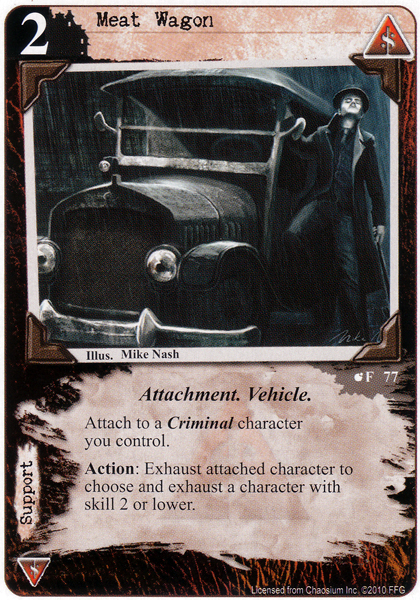 2
Meat Wagon
Illus. Mike Nash
F 77
Attachment. Vehicle.
Attach to a Criminal character
you control.
Action: Exhaust attached character to
choose and exhaust a character with
skill 2 or lower.
Support
Licensed from Chaosium Inc. ©2010 FFG